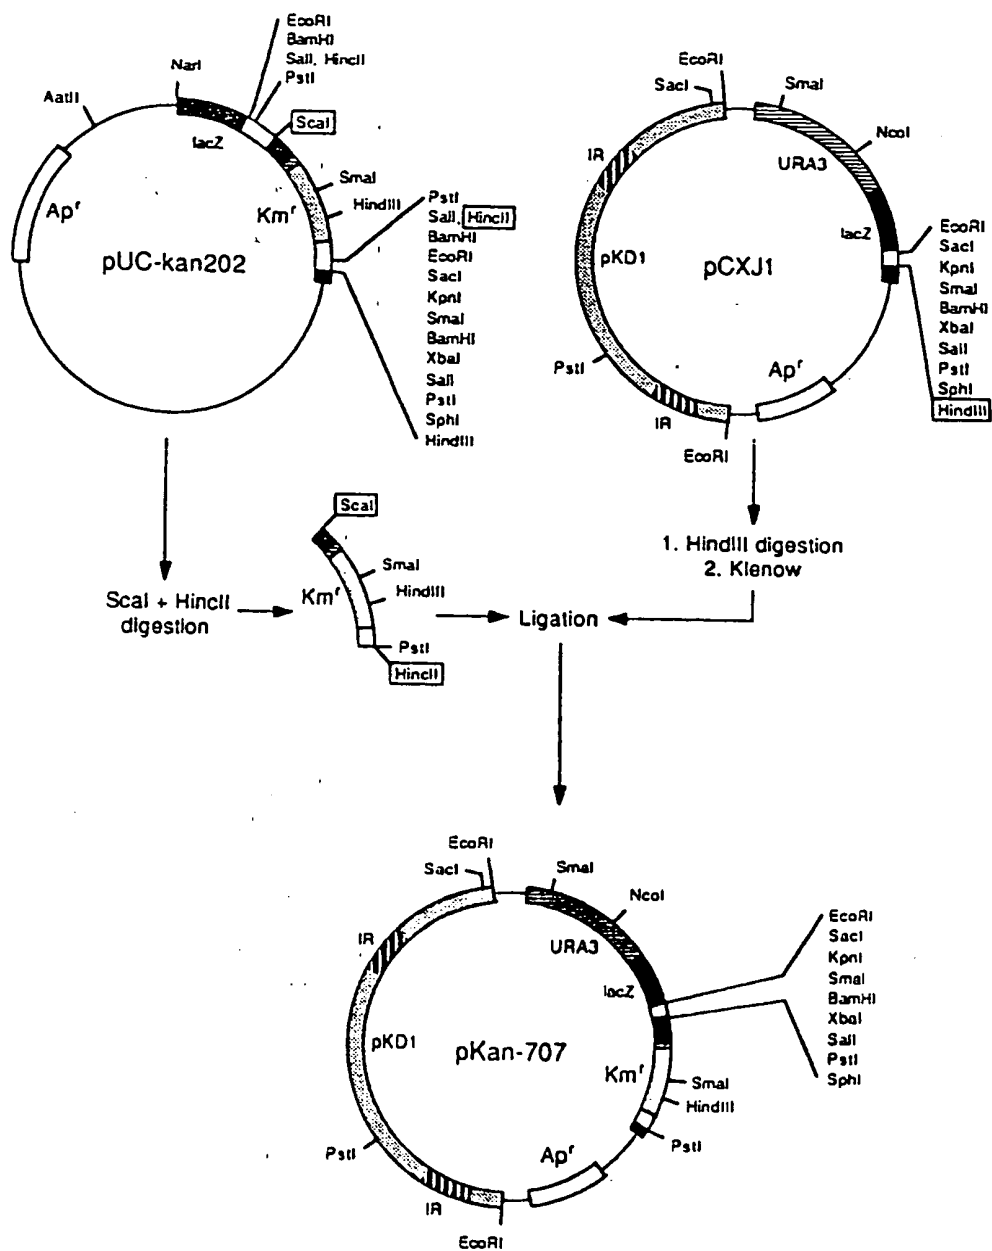 EcoRI
BamHI
SalI, HincII
PstI
NarI
AatII
ScaI
lacZ
SmaI
HindIII
Kmr
Apr
pUC-kan202
PstI
SalI, HincII
BamHI
EcoRI
SacI
KpnI
SmaI
BamHI
XbaI
SalI
PstI
SphI
HindIII
EcoRI
SacI
SmaI
NcoI
IR
URA3
lacZ
pKD1
pCXJ1
EcoRI
SacI
KpnI
SmaI
BamHI
XbaI
SalI
PstI
SphI
HindIII
PstI
Apr
IR
EcoRI
ScaI + HincII
digestion
ScaI
SmaI
HindIII
Kmr
PstI
HincII
Ligation
1. HindIII digestion
2. Klenow
EcoRI
SacI
SmaI
NcoI
IR
URA3
lacZ
EcoRI
SacI
KpnI
SmaI
BamHI
XbaI
SalI
PstI
SphI
pKD1
pKan-707
Kmr
SmaI
HindIII
PstI
PstI
Apr
IR
EcoRI